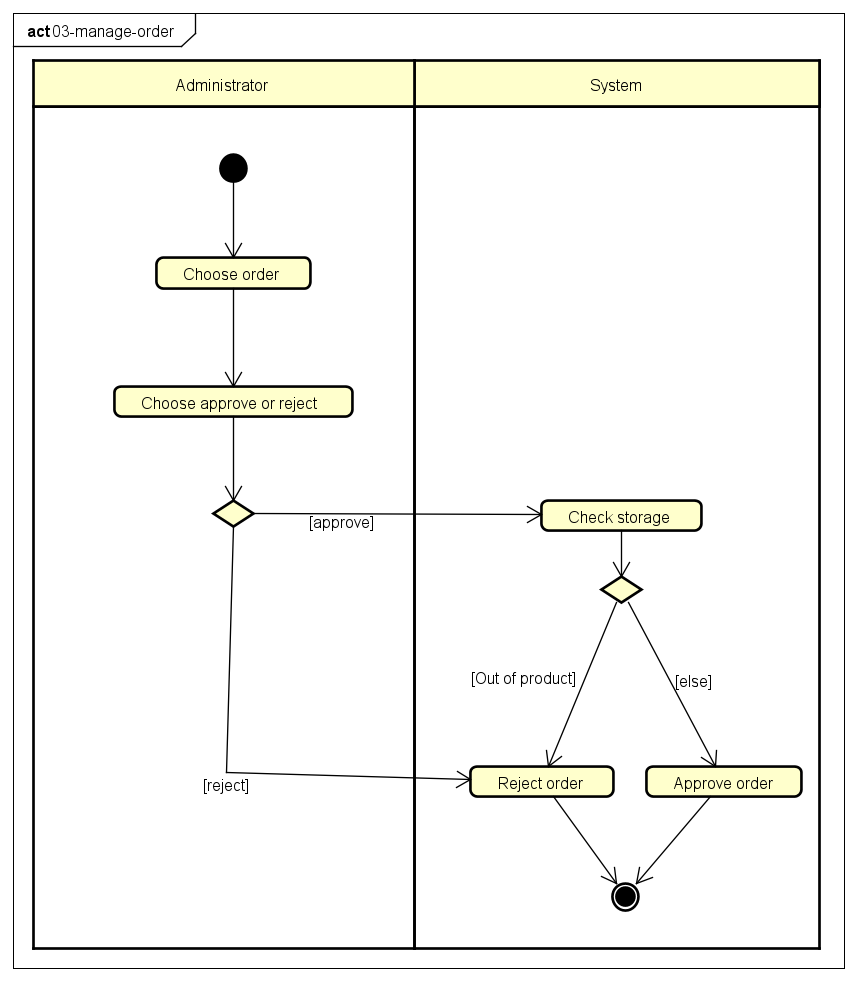 act 03-manage-order
Administrator
System
Choose order
Choose approve or reject
[approve]
Check storage
[Out of product]
[else]
[reject]
Reject order
Approve order